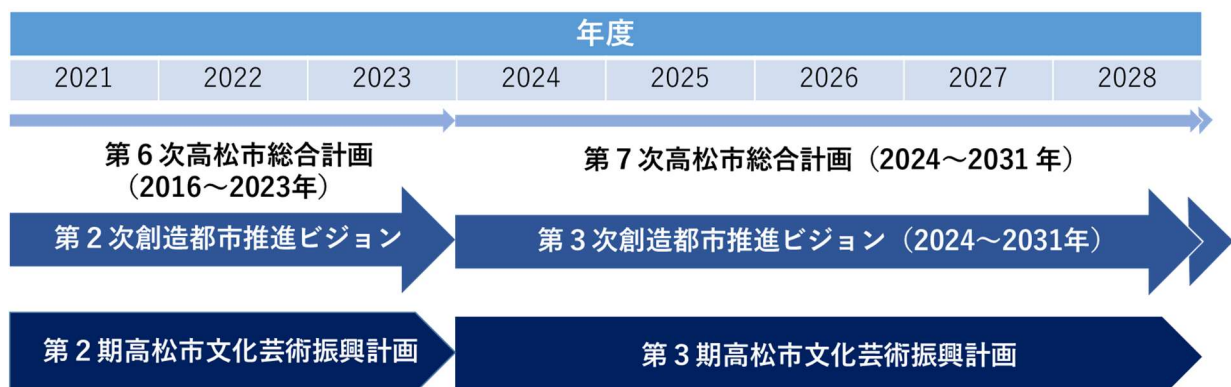 年度
2021 2022 2023 2024 2025 2026 2027 2028
第６次高松市総合計画
（2016～2023年）
第７次高松市総合計画（2024～2031 年）
第２次創造都市推進ビジョン
第３次創造都市推進ビジョン（2024～2031年）
第２期高松市文化芸術振興計画
第３期高松市文化芸術振興計画